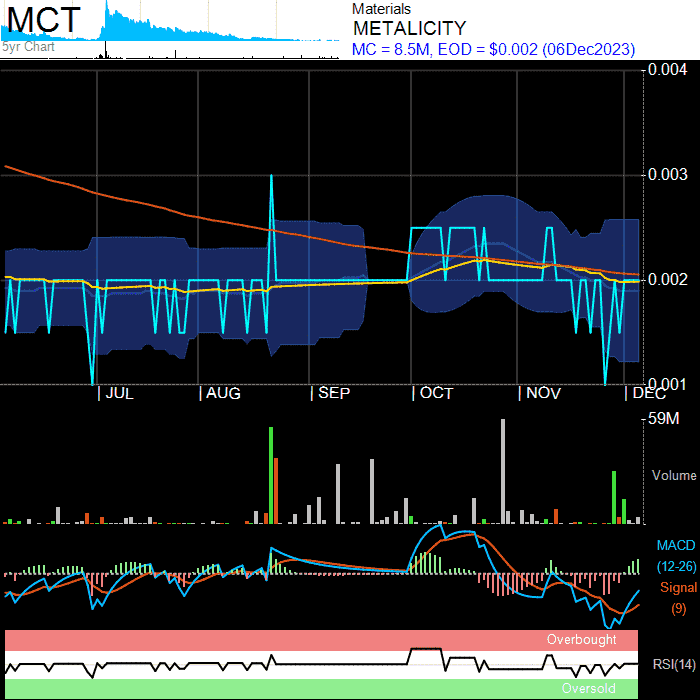 MCT
5yr Chart
Materials
METALICITY
MC = 8.5M, EOD = $0.002 (06Dec2023)
0.004
0.003
0.002
0.001
| JUL | AUG | SEP | OCT | NOV | DEC
59M
Volume
MACD
(12-26)
Signal
(9)
Overbought
RSI(14)
Oversold